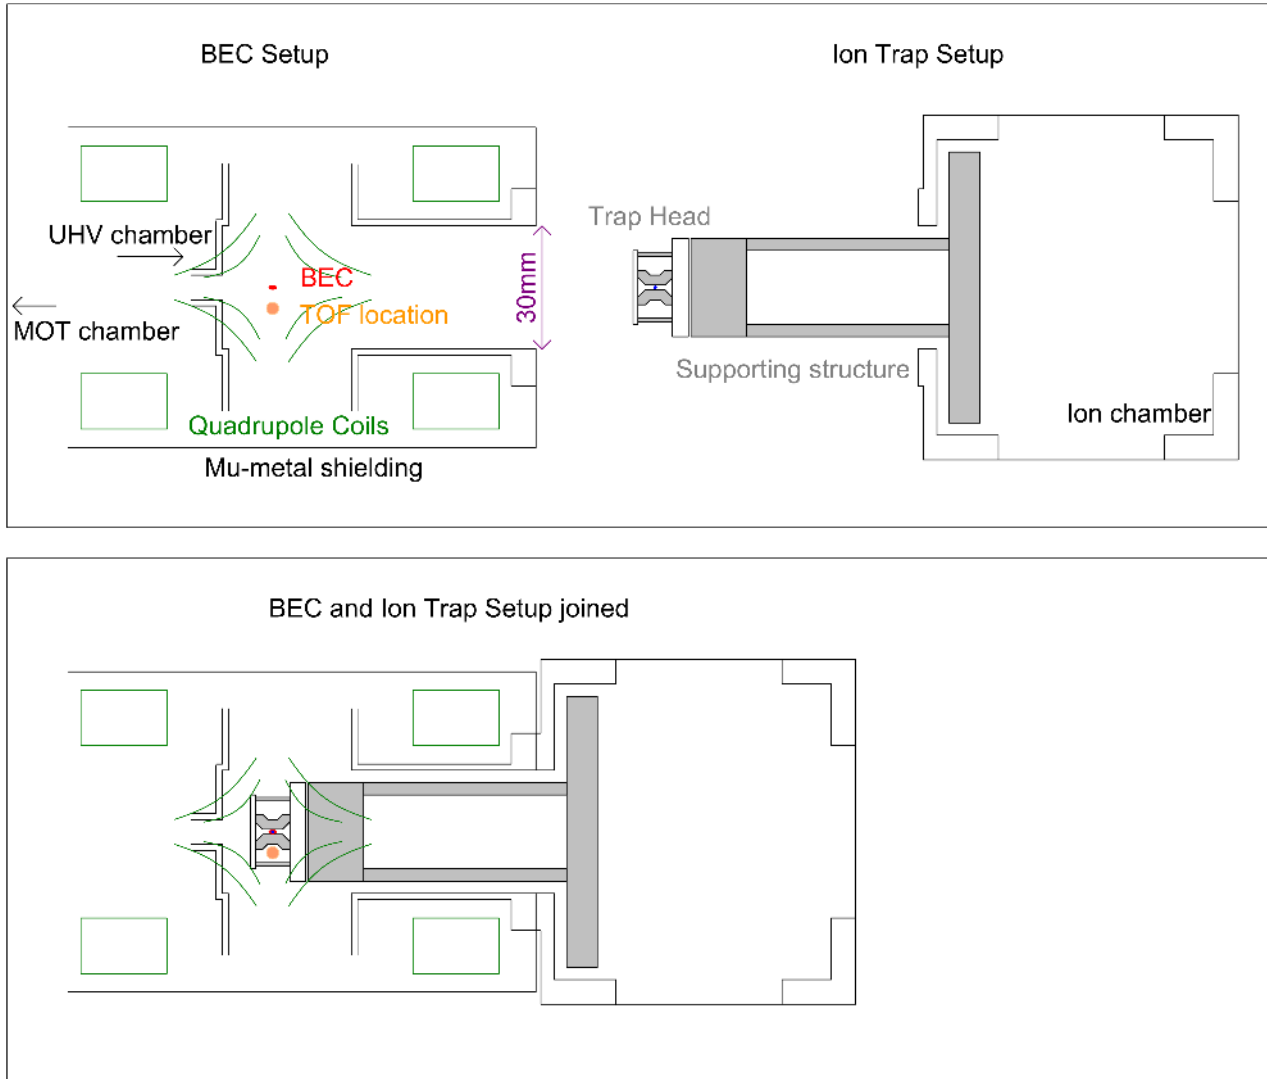 BEC Setup
Ion Trap Setup
Trap Head
UHV chamber
BEC
TOF location
30mm
MOT chamber
Supporting structure
Ion chamber
Quadrupole Coils
Mu-metal shielding
BEC and Ion Trap Setup joined